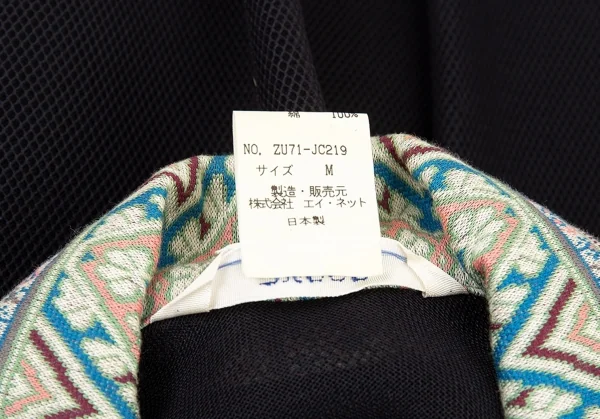 綿 100%
NO. ZU71-JC219
サイズ M
製造・販売元
株式会社 エイ・ネット
日本製